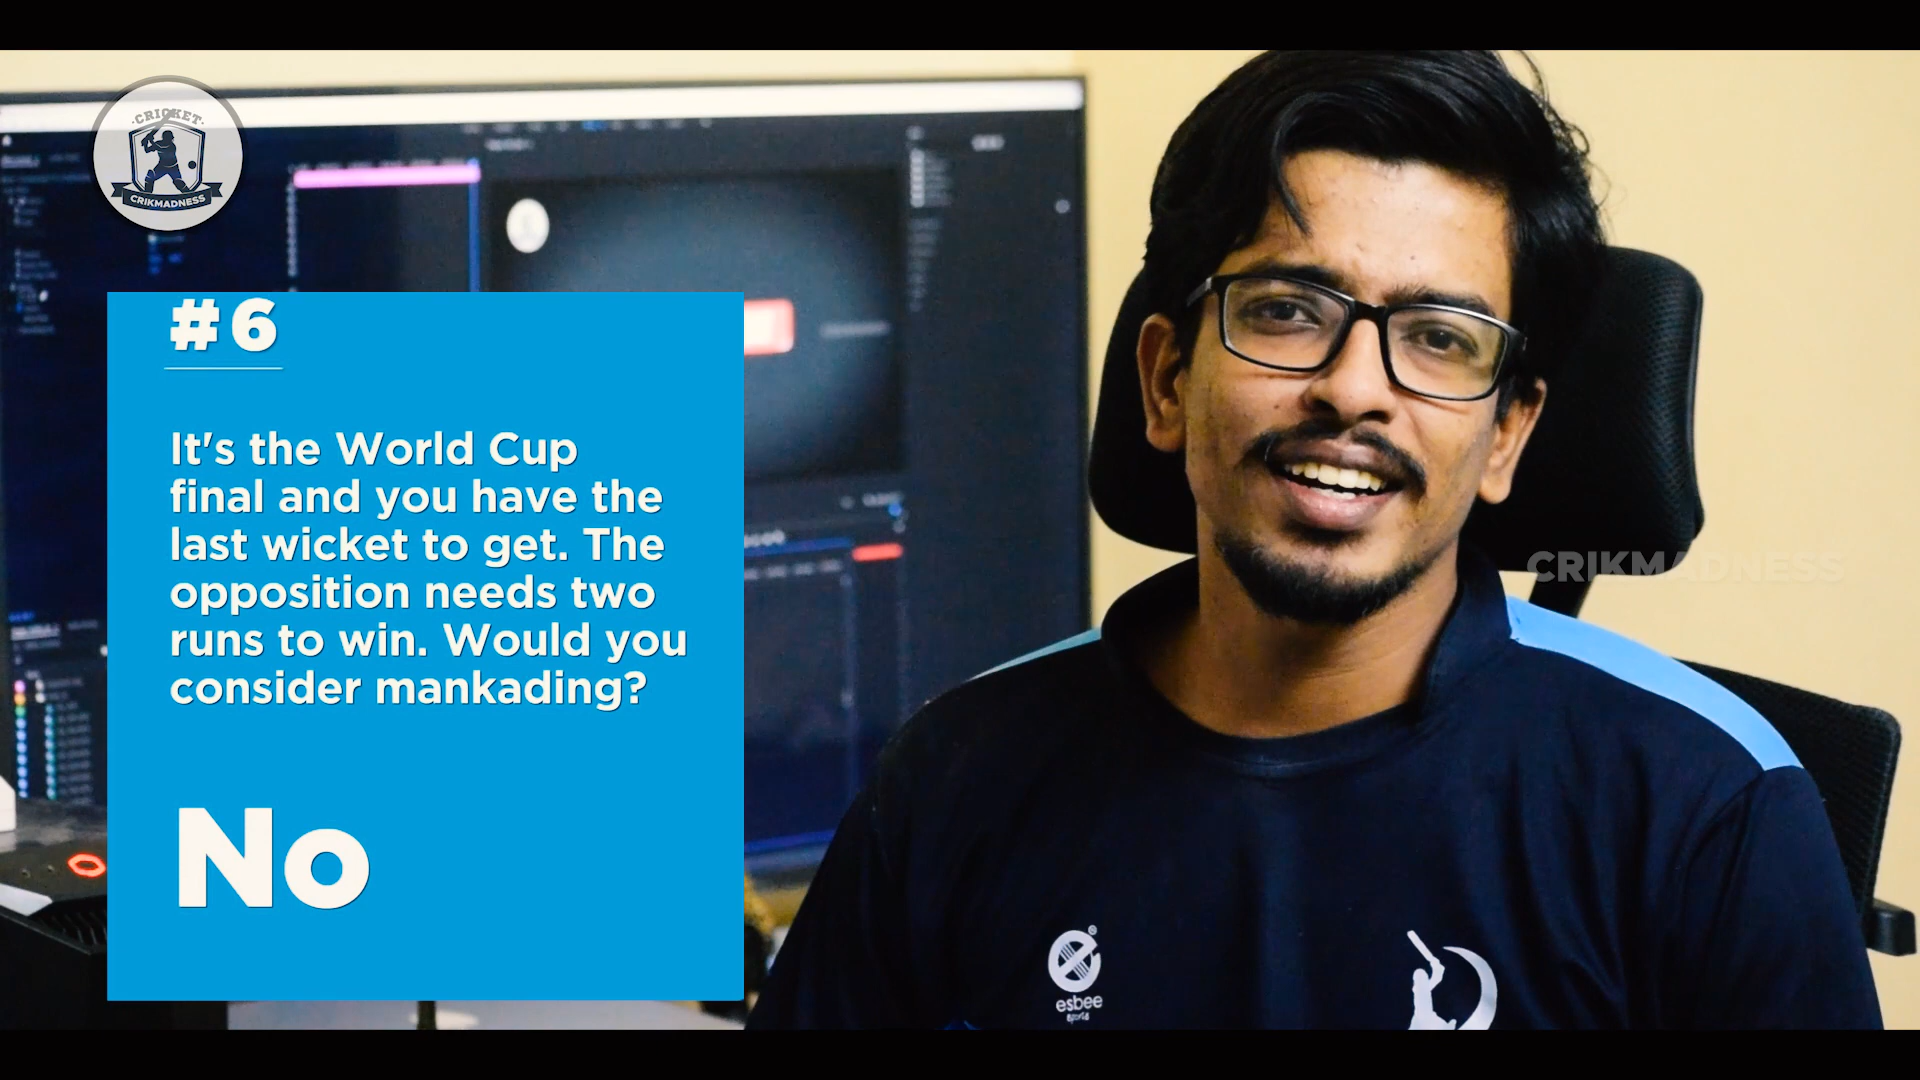 CRICKET
CRIKMADNESS
#6
It's the World Cup
final and you have the
last wicket to get. The
opposition needs two
runs to win. Would you
consider mankading?
No
CRIKMADNESS
esbee
sports